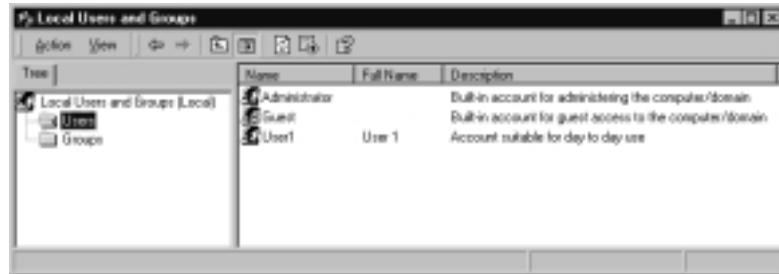 Local Users and Groups
Action View
Tree
Name Full Name Description
Local Users and Groups (Local)
Users
Groups
Administrator Built-in account for administering the computer/domain
Guest Built-in account for guest access to the computer/domain
User1 User 1 Account suitable for day to day use